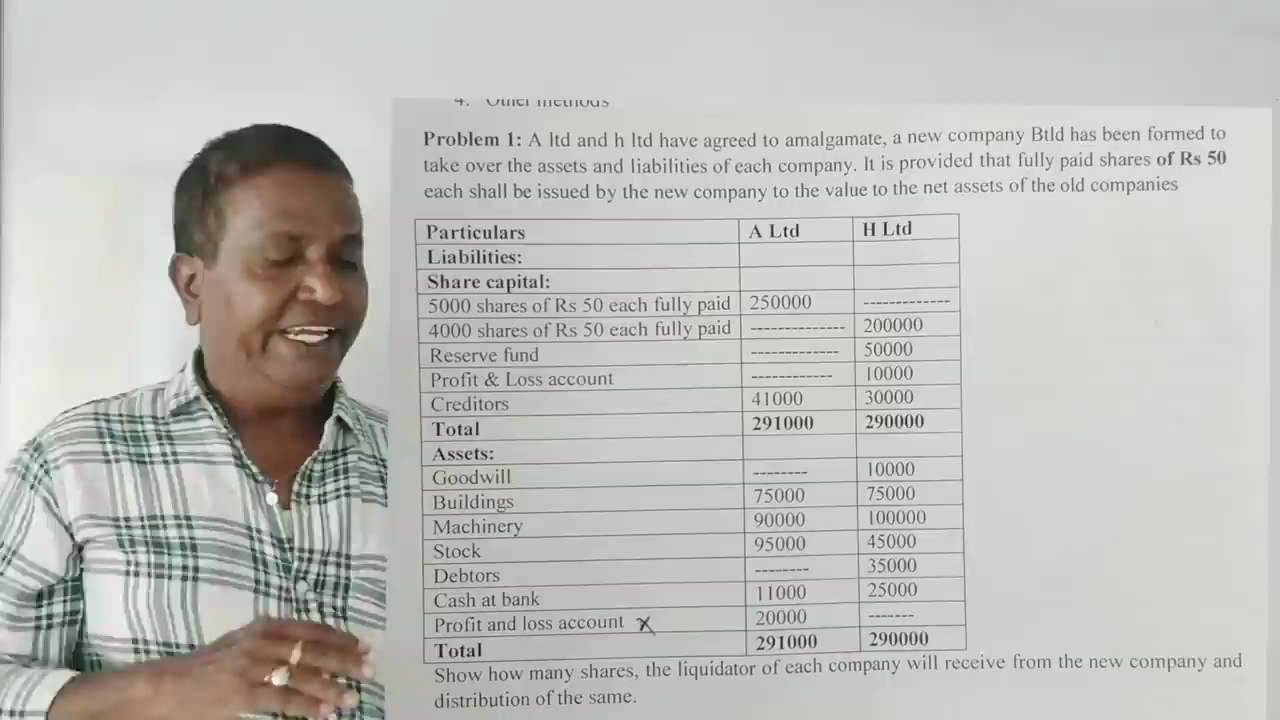 4. Other methods
Problem 1: A ltd and h ltd have agreed to amalgamate, a new company Btld has been formed to
take over the assets and liabilities of each company. It is provided that fully paid shares of Rs 50
each shall be issued by the new company to the value to the net assets of the old companies
Particulars A Ltd H Ltd
Liabilities:
Share capital:
5000 shares of Rs 50 each fully paid 250000 -------------
4000 shares of Rs 50 each fully paid -------------- 200000
Reserve fund ------------- 50000
Profit & Loss account ------------ 10000
Creditors 41000 30000
Total 291000 290000
Assets:
Goodwill -------- 10000
Buildings 75000 75000
Machinery 90000 100000
Stock 95000 45000
Debtors -------- 35000
Cash at bank 11000 25000
Profit and loss account X 20000 -------
Total 291000 290000
Show how many shares, the liquidator of each company will receive from the new company and
distribution of the same.